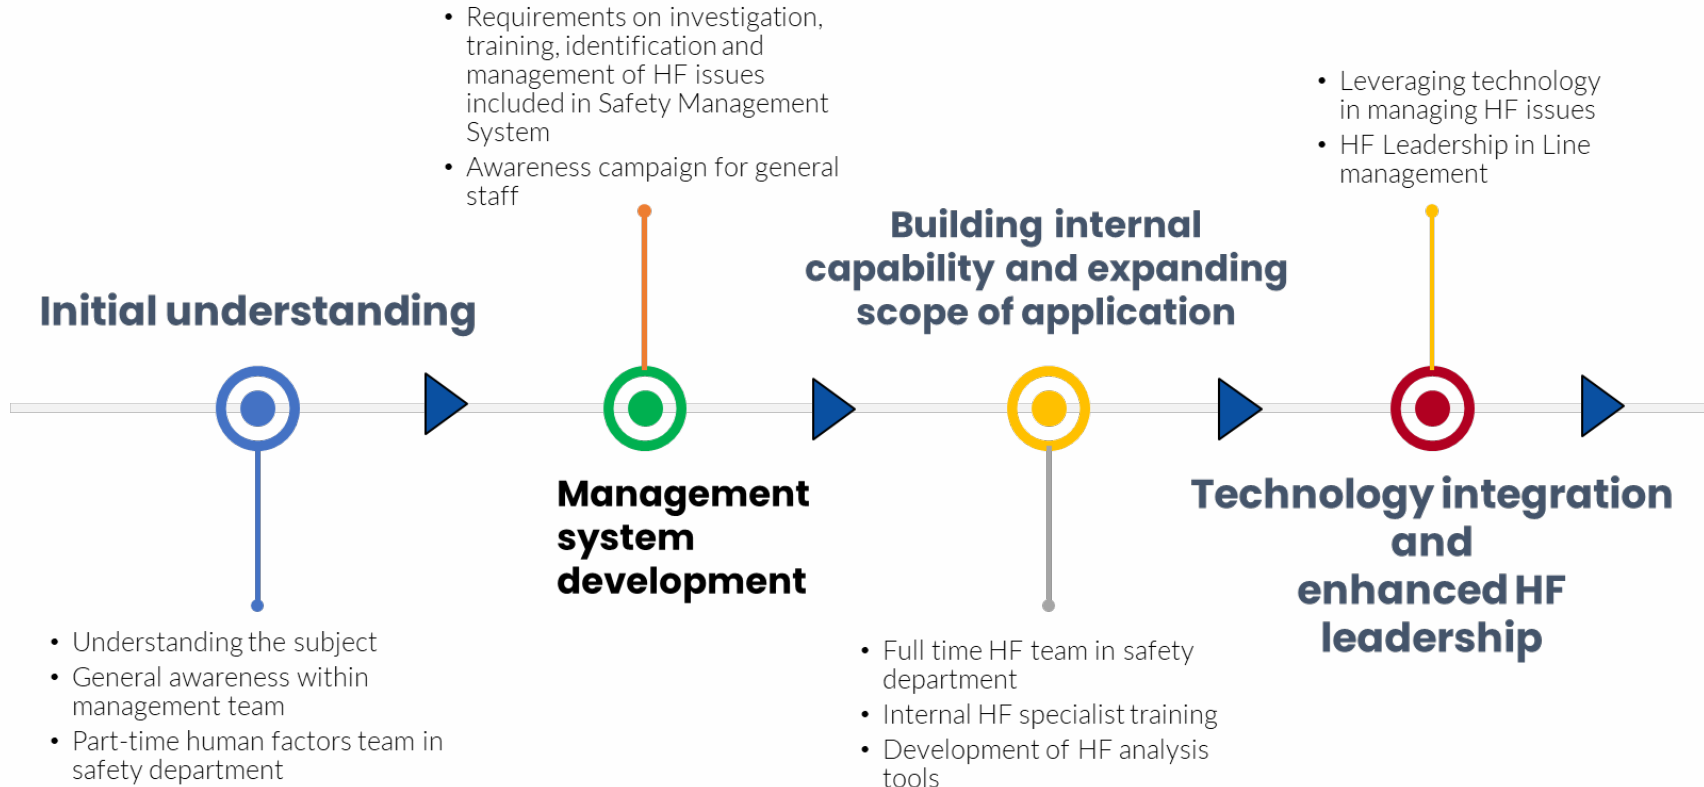 Initial understanding
• Understanding the subject
• General awareness within
management team
• Part-time human factors team in
safety department
• Requirements on investigation,
training, identification and
management of HF issues
included in Safety Management
System
• Awareness campaign for general
staff
Management
system
development
Building internal
capability and expanding
scope of application
• Full time HF team in safety
department
• Internal HF specialist training
• Development of HF analysis
tools
• Leveraging technology
in managing HF issues
• HF Leadership in Line
management
Technology integration
and
enhanced HF
leadership